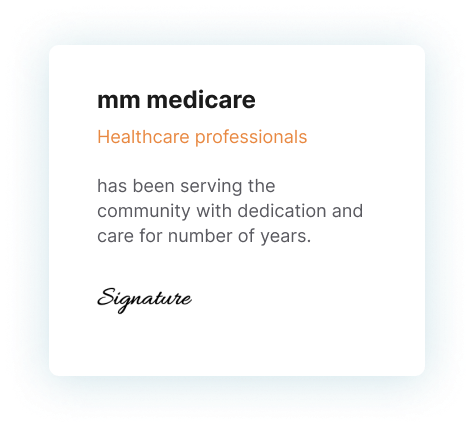 mm medicare
Healthcare professionals
has been serving the
community with dedication and
care for number of years.
Signature